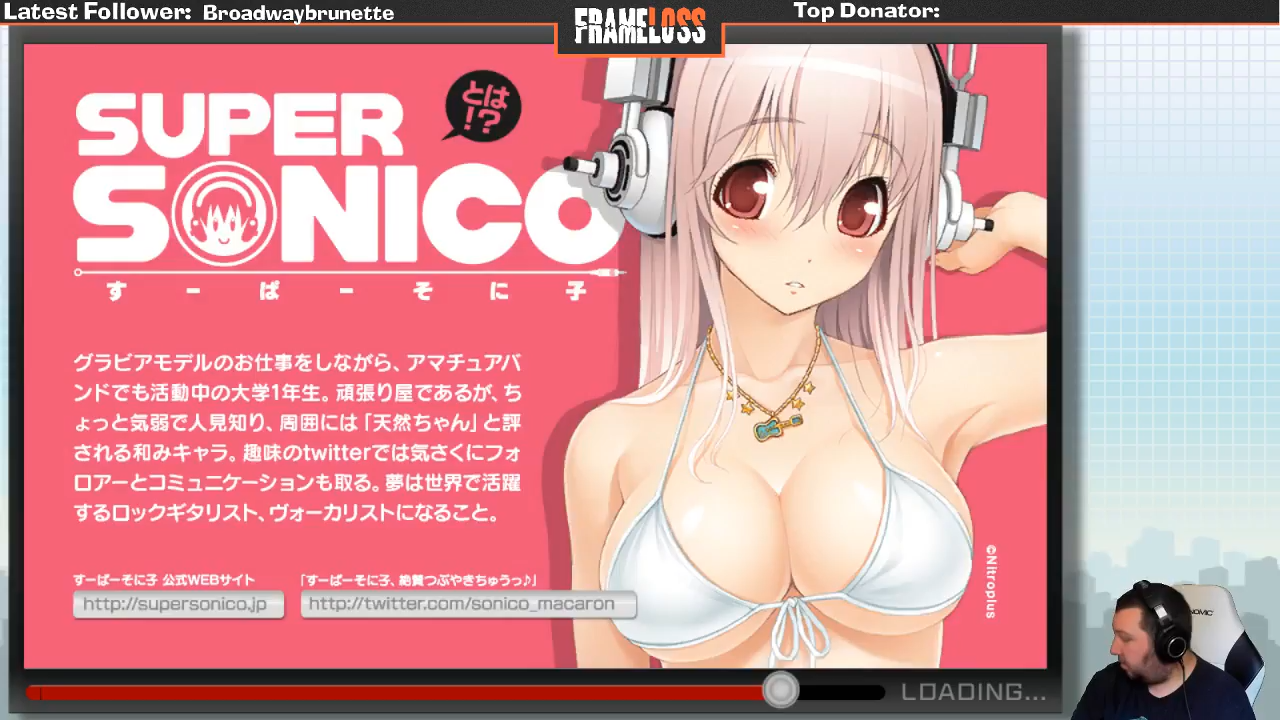 Latest Follower: Broadwaybrunette
FRAMELOSS
Top Donator:
SUPER
とは
!?
SONICO
すーぱーそに子
グラビアモデルのお仕事をしながら、アマチュアバ
ンドでも活動中の大学1年生。頑張り屋であるが、ち
ょっと気弱で人見知り、周囲には「天然ちゃん」と評
される和みキャラ。趣味のtwitterでは気さくにフォ
ロアーとコミュニケーションも取る。夢は世界で活躍
するロックギタリスト、ヴォーカリストになること。
すーぱーそに子 公式WEBサイト
http://supersonico.jp
「すーぱーそに子、絶賛つぶやきちゅうっ♪」
http://twitter.com/sonico_macaron
©Nitroplus
LOADING...